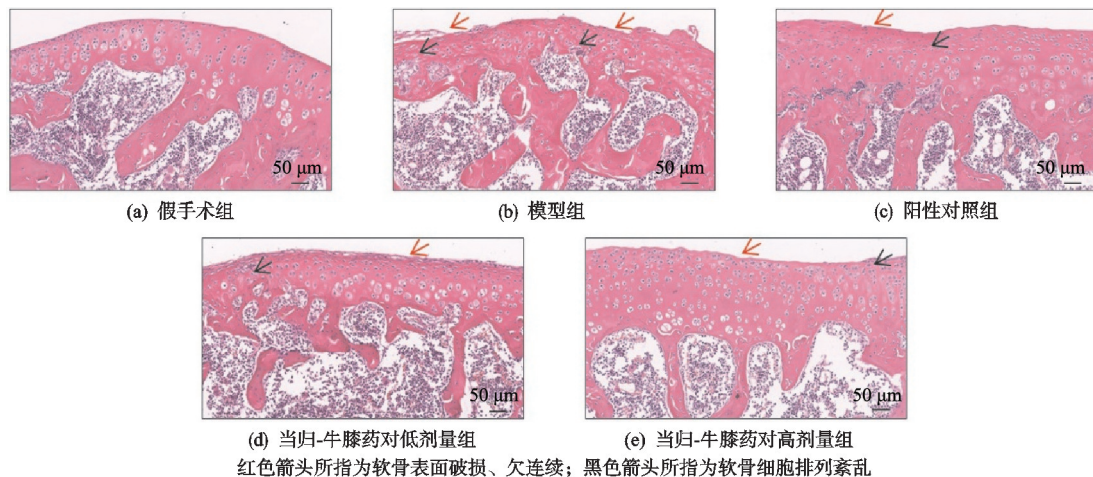 50 μm
50 μm
50 μm
(a) 假手术组
(b) 模型组
(c) 阳性对照组
50 μm
50 μm
(d) 当归-牛膝药对低剂量组
(e) 当归-牛膝药对高剂量组
红色箭头所指为软骨表面破损、欠连续；黑色箭头所指为软骨细胞排列紊乱